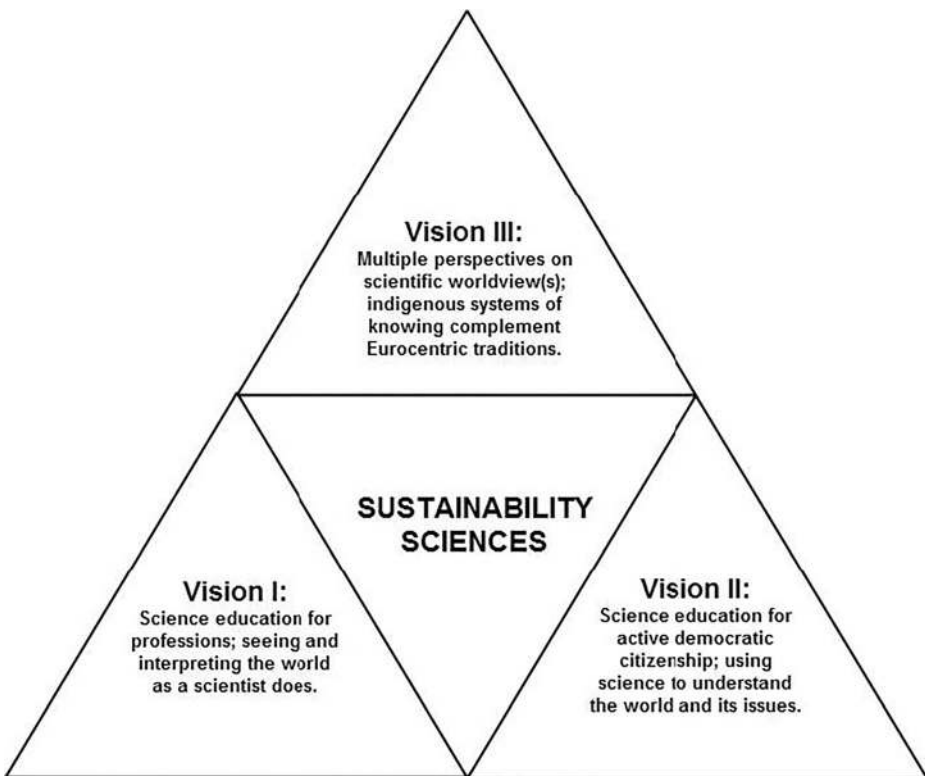 Vision III:
Multiple perspectives on
scientific worldview(s);
indigenous systems of
knowing complement
Eurocentric traditions.
SUSTAINABILITY
SCIENCES
Vision I:
Science education for
professions; seeing and
interpreting the world
as a scientist does.
Vision II:
Science education for
active democratic
citizenship; using
science to understand
the world and its issues.